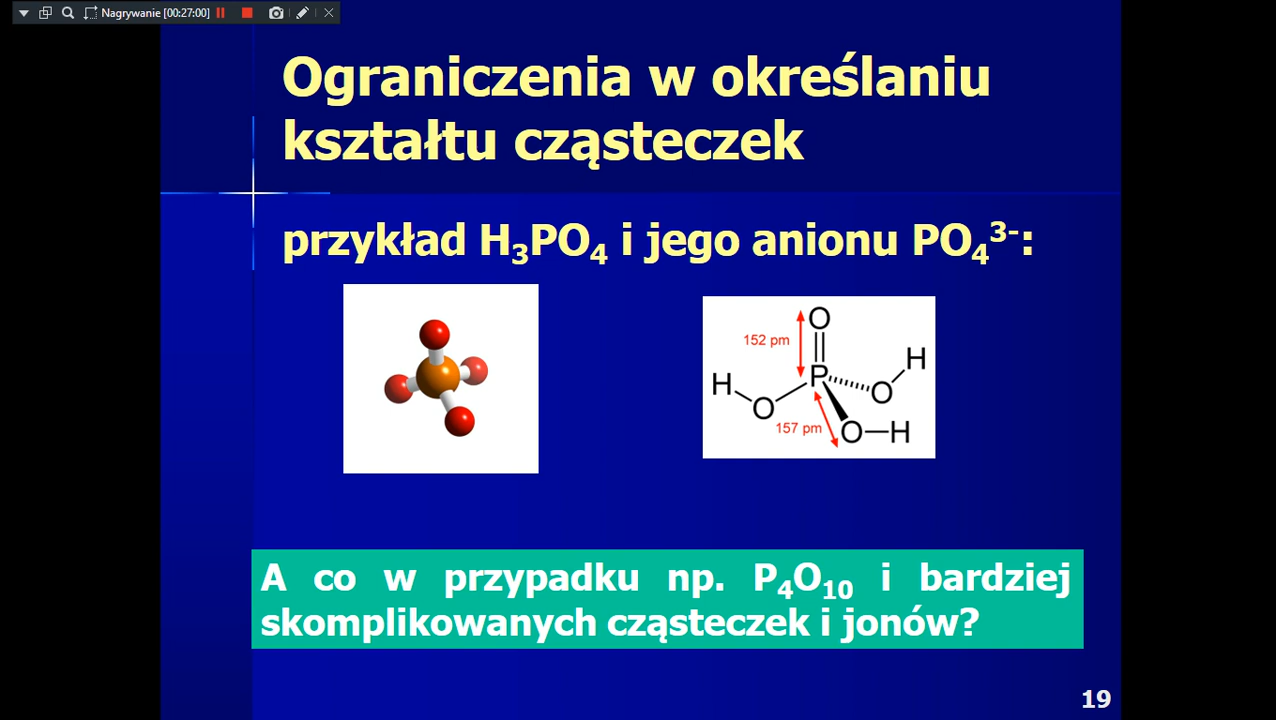 Nagrywanie [00:27:00]
Ograniczenia w określaniu
kształtu cząsteczek
przykład H₃PO₄ i jego anionu PO₄³⁻:
O
152 pm
H
P
H
O
O
157 pm
O
H
A co w przypadku np. P₄O₁₀ i bardziej
skomplikowanych cząsteczek i jonów?
19